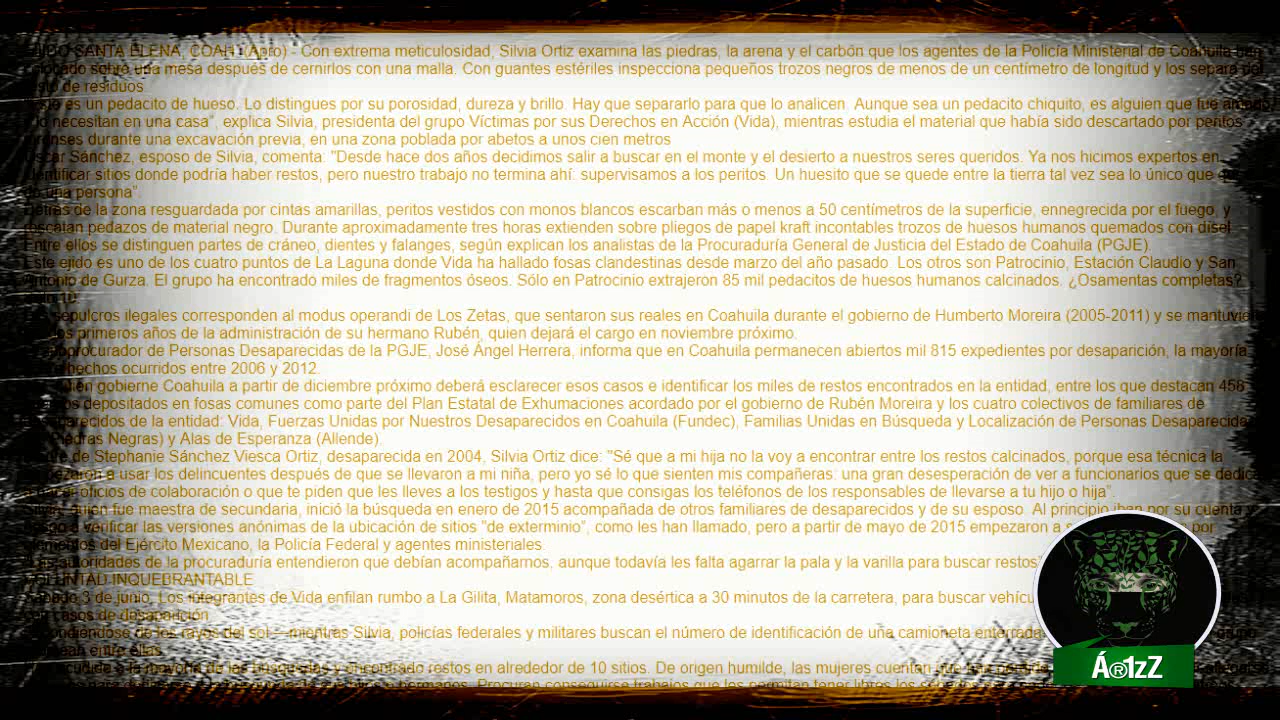 SANTA ELENA, COAH. (Apro).- Con extrema meticulosidad, Silvia Ortiz examina las piedras, la arena y el carbón que los agentes de la Policía Ministerial de Coahuila han
colocado sobre una mesa después de cernirlos con una malla. Con guantes estériles inspecciona pequeños trozos negros de menos de un centímetro de longitud y los separa del
resto de residuos
es un pedacito de hueso. Lo distingues por su porosidad, dureza y brillo. Hay que separarlo para que lo analicen. Aunque sea un pedacito chiquito, es alguien que fue
lo necesitan en una casa", explica Silvia, presidenta del grupo Víctimas por sus Derechos en Acción (Vida), mientras estudia el material que había sido descartado por peritos
forenses durante una excavación previa, en una zona poblada por abetos a unos cien metros
Óscar Sánchez, esposo de Silvia, comenta: "Desde hace dos años decidimos salir a buscar en el monte y el desierto a nuestros seres queridos. Ya nos hicimos expertos en
identificar sitios donde podría haber restos, pero nuestro trabajo no termina ahí: supervisamos a los peritos. Un huesito que se quede entre la tierra tal vez sea lo único que
de una persona".
Detrás de la zona resguardada por cintas amarillas, peritos vestidos con monos blancos escarban más o menos a 50 centímetros de la superficie, ennegrecida por el fuego, y
rescatan pedazos de material negro. Durante aproximadamente tres horas extienden sobre pliegos de papel kraft incontables trozos de huesos humanos quemados con diésel
Entre ellos se distinguen partes de cráneo, dientes y falanges, según explican los analistas de la Procuraduría General de Justicia del Estado de Coahuila (PGJE).
Este ejido es uno de los cuatro puntos de La Laguna donde Vida ha hallado fosas clandestinas desde marzo del año pasado. Los otros son Patrocinio, Estación Claudio y San
Antonio de Gurza. El grupo ha encontrado miles de fragmentos óseos. Sólo en Patrocinio extrajeron 85 mil pedacitos de huesos humanos calcinados. ¿Osamentas completas?
10
sepulcros ilegales corresponden al modus operandi de Los Zetas, que sentaron sus reales en Coahuila durante el gobierno de Humberto Moreira (2005-2011) y se mantuvieron
los primeros años de la administración de su hermano Rubén, quien dejará el cargo en noviembre próximo.
subprocurador de Personas Desaparecidas de la PGJE, José Ángel Herrera, informa que en Coahuila permanecen abiertos mil 815 expedientes por desaparición, la mayoría
hechos ocurridos entre 2006 y 2012.
gobierne Coahuila a partir de diciembre próximo deberá esclarecer esos casos e identificar los miles de restos encontrados en la entidad, entre los que destacan 456
depositados en fosas comunes como parte del Plan Estatal de Exhumaciones acordado por el gobierno de Rubén Moreira y los cuatro colectivos de familiares de
desaparecidos de la entidad: Vida, Fuerzas Unidas por Nuestros Desaparecidos en Coahuila (Fundec), Familias Unidas en Búsqueda y Localización de Personas Desaparecidas
Piedras Negras) y Alas de Esperanza (Allende).
de Stephanie Sánchez Viesca Ortiz, desaparecida en 2004, Silvia Ortiz dice: "Sé que a mi hija no la voy a encontrar entre los restos calcinados, porque esa técnica la
empezaron a usar los delincuentes después de que se llevaron a mi niña, pero yo sé lo que sienten mis compañeras: una gran desesperación de ver a funcionarios que se
oficios de colaboración o que te piden que les lleves a los testigos y hasta que consigas los teléfonos de los responsables de llevarse a tu hijo o hija".
quien fue maestra de secundaria, inició la búsqueda en enero de 2015 acompañada de otros familiares de desaparecidos y de su esposo. Al principio iban por su cuenta y
a verificar las versiones anónimas de la ubicación de sitios "de exterminio", como les han llamado, pero a partir de mayo de 2015 empezaron a por
elementos del Ejército Mexicano, la Policía Federal y agentes ministeriales.
autoridades de la procuraduría entendieron que debían acompañarnos, aunque todavía les falta agarrar la pala y la varilla para buscar restos"
VOLUNTAD INQUEBRANTABLE
Sábado 3 de junio. Los integrantes de Vida enfilan rumbo a La Gilita, Matamoros, zona desértica a 30 minutos de la carretera, para buscar
casos de desaparición
de los rayos del sol —mientras Silvia, policías federales y militares buscan el número de identificación de una camioneta enterrada
entre ellas
a la mayoría de las búsquedas y encontrado restos en alrededor de 10 sitios. De origen humilde, las mujeres cuentan
hermanos. Procuran conseguirse trabajos que les permitan tener libres los
Á®1zZ